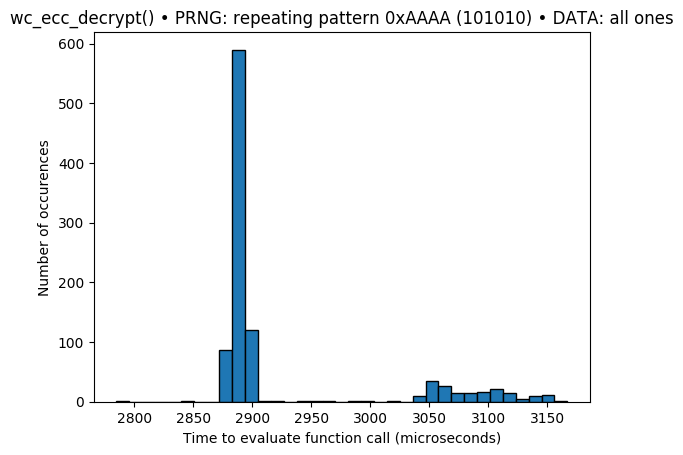 wc_ecc_decrypt() • PRNG: repeating pattern 0xAAAA (101010) • DATA: all ones
600
500
400
300
200
100
0
Number of occurences
2800 2850 2900 2950 3000 3050 3100 3150
Time to evaluate function call (microseconds)